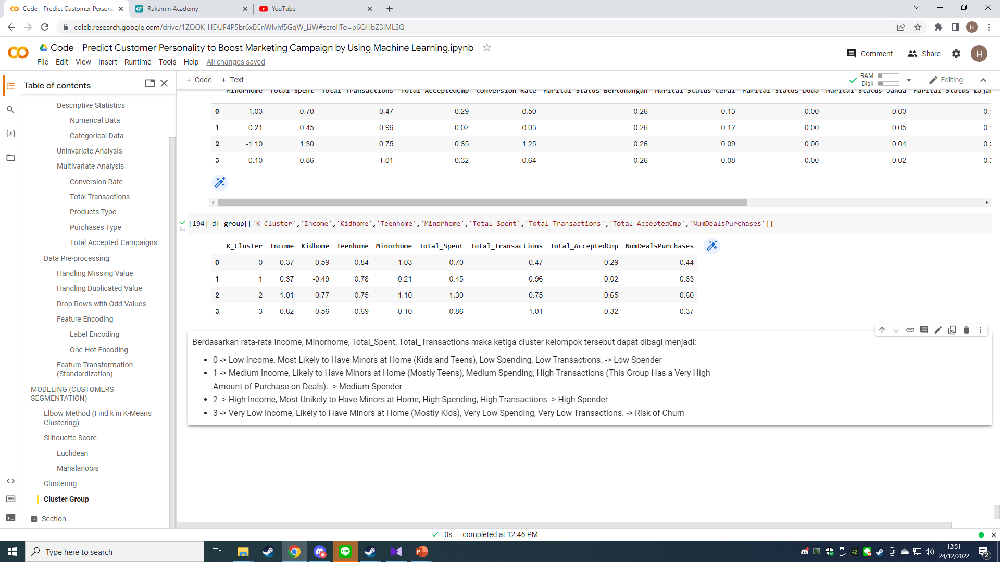 Code - Predict Customer Persona
Rakamin Academy
YouTube
colab.research.google.com/drive/1ZQQK-HDUF4P5br6xECnWlvhf5GqW_LiW#scrollTo=p6QHbZ3iML2Q
H
Code - Predict Customer Personality to Boost Marketing Campaign by Using Machine Learning.ipynb
File Edit View Insert Runtime Tools Help All changes saved
Comment Share H
Table of contents
+ Code + Text
RAM
Disk
Editing
Descriptive Statistics
Numerical Data
Categorical Data
Uninvariate Analysis
Multivariate Analysis
Conversion Rate
Total Transactions
Products Type
Purchases Type
Total Accepted Campaigns
Data Pre-processing
Handling Missing Value
Handling Duplicated Value
Drop Rows with Odd Values
Feature Encoding
Label Encoding
One Hot Encoding
Feature Transformation
(Standardization)
MODELING (CUSTOMERS
SEGMENTATION)
Elbow Method (Find k in K-Means
Clustering)
Silhouette Score
Euclidean
Mahalanobis
Clustering
Cluster Group
Section
Minorhome Total_Spent Total_Transactions Total_AcceptedCmp Conversion_Rate Marital_Status_Bertunangan Marital_Status_Cerai Marital_Status_Duda Marital_Status_Janda Marital_Status_Laja
0 1.03 -0.70 -0.47 -0.29 -0.50 0.26 0.13 0.00 0.03 0.
1 0.21 0.45 0.96 0.02 0.03 0.26 0.12 0.00 0.05 0.
2 -1.10 1.30 0.75 0.65 1.25 0.26 0.09 0.00 0.04 0.2
3 -0.10 -0.86 -1.01 -0.32 -0.64 0.26 0.08 0.00 0.02 0.2
0s
[194] df_group[['K_Cluster','Income','Kidhome','Teenhome','Minorhome','Total_Spent','Total_Transactions','Total_AcceptedCmp','NumDealsPurchases']]
K_Cluster Income Kidhome Teenhome Minorhome Total_Spent Total_Transactions Total_AcceptedCmp NumDealsPurchases
0 0 -0.37 0.59 0.84 1.03 -0.70 -0.47 -0.29 0.44
1 1 0.37 -0.49 0.78 0.21 0.45 0.96 0.02 0.63
2 2 1.01 -0.77 -0.75 -1.10 1.30 0.75 0.65 -0.60
3 3 -0.82 0.56 -0.69 -0.10 -0.86 -1.01 -0.32 -0.37
Berdasarkan rata-rata Income, Minorhome, Total_Spent, Total_Transactions maka ketiga cluster kelompok tersebut dapat dibagi menjadi:
• 0 -> Low Income, Most Likely to Have Minors at Home (Kids and Teens), Low Spending, Low Transactions. -> Low Spender
• 1 -> Medium Income, Likely to Have Minors at Home (Mostly Teens), Medium Spending, High Transactions (This Group Has a Very High
Amount of Purchase on Deals). -> Medium Spender
• 2 -> High Income, Most Unikely to Have Minors at Home, High Spending, High Transactions -> High Spender
• 3 -> Very Low Income, Likely to Have Minors at Home (Mostly Kids), Very Low Spending, Very Low Transactions. -> Risk of Churn
0s completed at 12:46 PM
Type here to search
12:51
24/12/2022
2